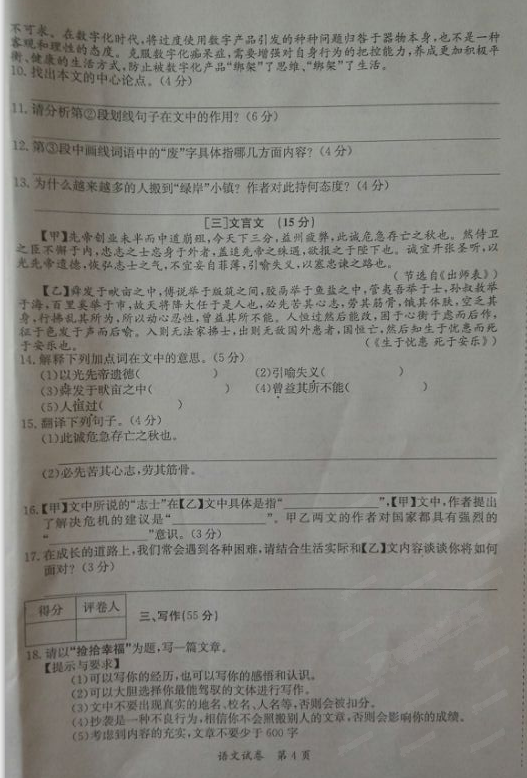 不可求。在数字化时代,将过度使用数字产品引发的种种问题归咎于器物本身,也不是一种
客观和理性的态度。克服数字化痴呆症,需要增强对自身行为的把控能力,养成更加积极平
衡、健康的生活方式,防止被数字化产品“绑架”了思维、“绑架”了生活。
10.找出本文的中心论点。(4分)
11.请分析第②段划线句子在文中的作用?(6分)
12.第③段中画线词语中的“废”字具体指哪几方面内容?(4分)
13.为什么越来越多的人搬到“绿岸”小镇?作者对此持何态度?(4分)
[三]文言文 (15分)
【甲】先帝创业未半而中道崩殂,今天下三分,益州疲弊,此诚危急存亡之秋也。然侍卫
之臣不懈于内,忠志之士忘身于外者,盖追先帝之殊遇,欲报之于陛下也。诚宜开张圣听,以
光先帝遗德,恢弘志士之气,不宜妄自菲薄,引喻失义,以塞忠谏之路也。
(节选自《出师表》)
【乙】舜发于畎亩之中,傅说举于版筑之间,胶鬲举于鱼盐之中,管夷吾举于士,孙叔敖举
于海,百里奚举于市,故天将降大任于是人也,必先苦其心志,劳其筋骨,饿其体肤,空乏其
身,行拂乱其所为,所以动心忍性,曾益其所不能。人恒过然后能改,困于心衡于虑而后作,
征于色发于声而后喻。入则无法家拂士,出则无敌国外患者,国恒亡,然后知生于忧患而死
于安乐也。
(《生于忧患 死于安乐》)
14.解释下列加点词在文中的意思。(5分)
(1)以光先帝遗德( ) (2)引喻失义( )
(3)舜发于畎亩之中( ) (4)曾益其所不能( )
(5)人恒过( )
15.翻译下列句子。(4分)
(1)此诚危急存亡之秋也。
(2)必先苦其心志,劳其筋骨。
16.【甲】文中所说的“志士”在【乙】文中具体是指“ ”,【甲】文中,作者提出
了解决危机的建议是“ ”。甲乙两文的作者对国家都具有强烈的
“ ”意识。(3分)
17.在成长的道路上,我们常会遇到各种困难,请结合生活实际和【乙】文内容谈谈你将如何
面对?(3分)
得分 评卷人
三、写作(55分)
18.请以“捡拾幸福”为题,写一篇文章。
【提示与要求】
(1)可以写你的经历,也可以写你的感悟和认识。
(2)可以大胆选择你最能驾驭的文体进行写作。
(3)文中不要出现真实的地名、校名、人名等,否则会被扣分。
(4)抄袭是一种不良行为,相信你不会照搬别人的文章,否则会影响你的成绩。
(5)考虑到内容的充实,文章不要少于600字
语文试卷 第4页